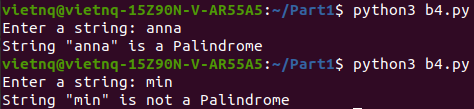 vietnq@vietnq-15Z90N-V-AR55A5:~/Part1$ python3 b4.py
Enter a string: anna
String "anna" is a Palindrome
vietnq@vietnq-15Z90N-V-AR55A5:~/Part1$ python3 b4.py
Enter a string: min
String "min" is not a Palindrome